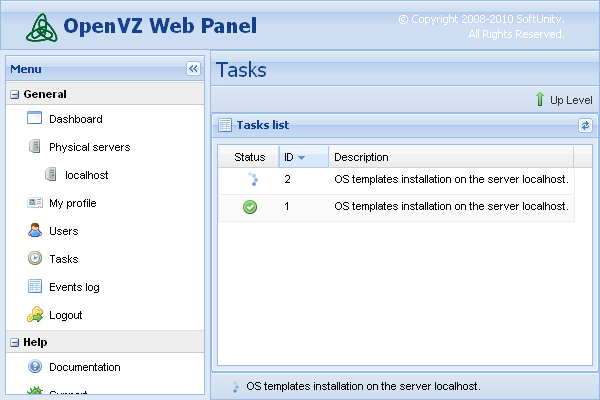 OpenVZ Web Panel
© Copyright 2008-2010 SoftUnity.
All Rights Reserved.
Menu
General
Dashboard
Physical servers
localhost
My profile
Users
Tasks
Events log
Logout
Help
Documentation
Support
Tasks
Up Level
Tasks list
Status ID Description
2 OS templates installation on the server localhost.
1 OS templates installation on the server localhost.
OS templates installation on the server localhost.